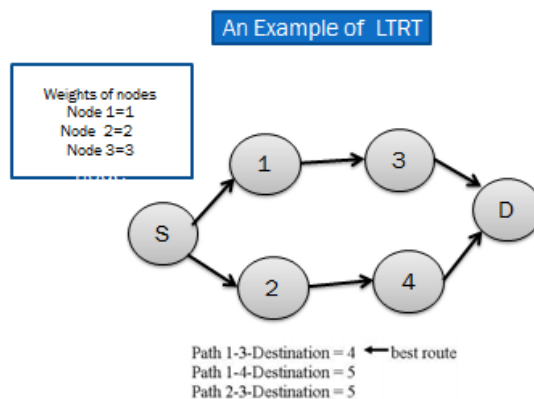 An Example of LTRT
Weights of nodes
Node 1=1
Node 2=2
Node 3=3
1
3
S
D
2
4
Path 1-3-Destination = 4 ← best route
Path 1-4-Destination = 5
Path 2-3-Destination = 5